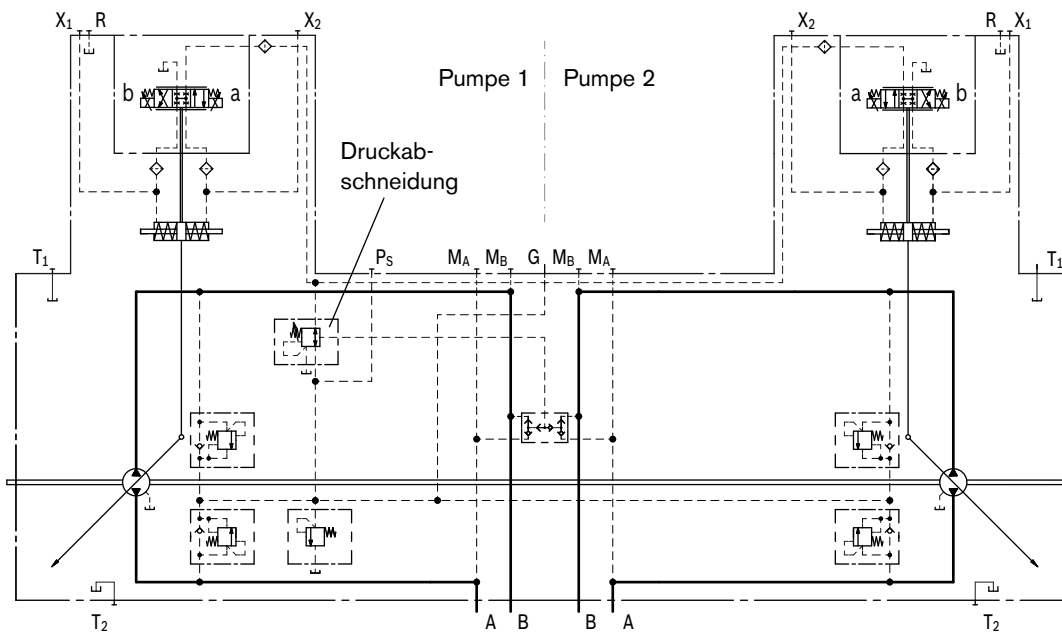 X1 R X2 X2 R X1
Pumpe 1 Pumpe 2
b a a b
Druckab-
schneidung
T1 PS MA MB G MB MA T1
T2 A B B A T2